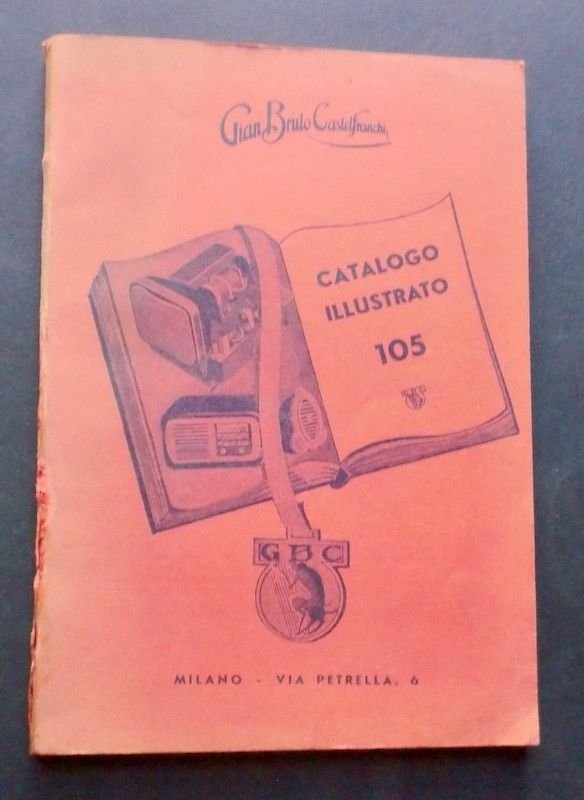 Gian Bruto Castelfranchi
CATALOGO
ILLUSTRATO
105
GBC
MILANO - VIA PETRELLA, 6